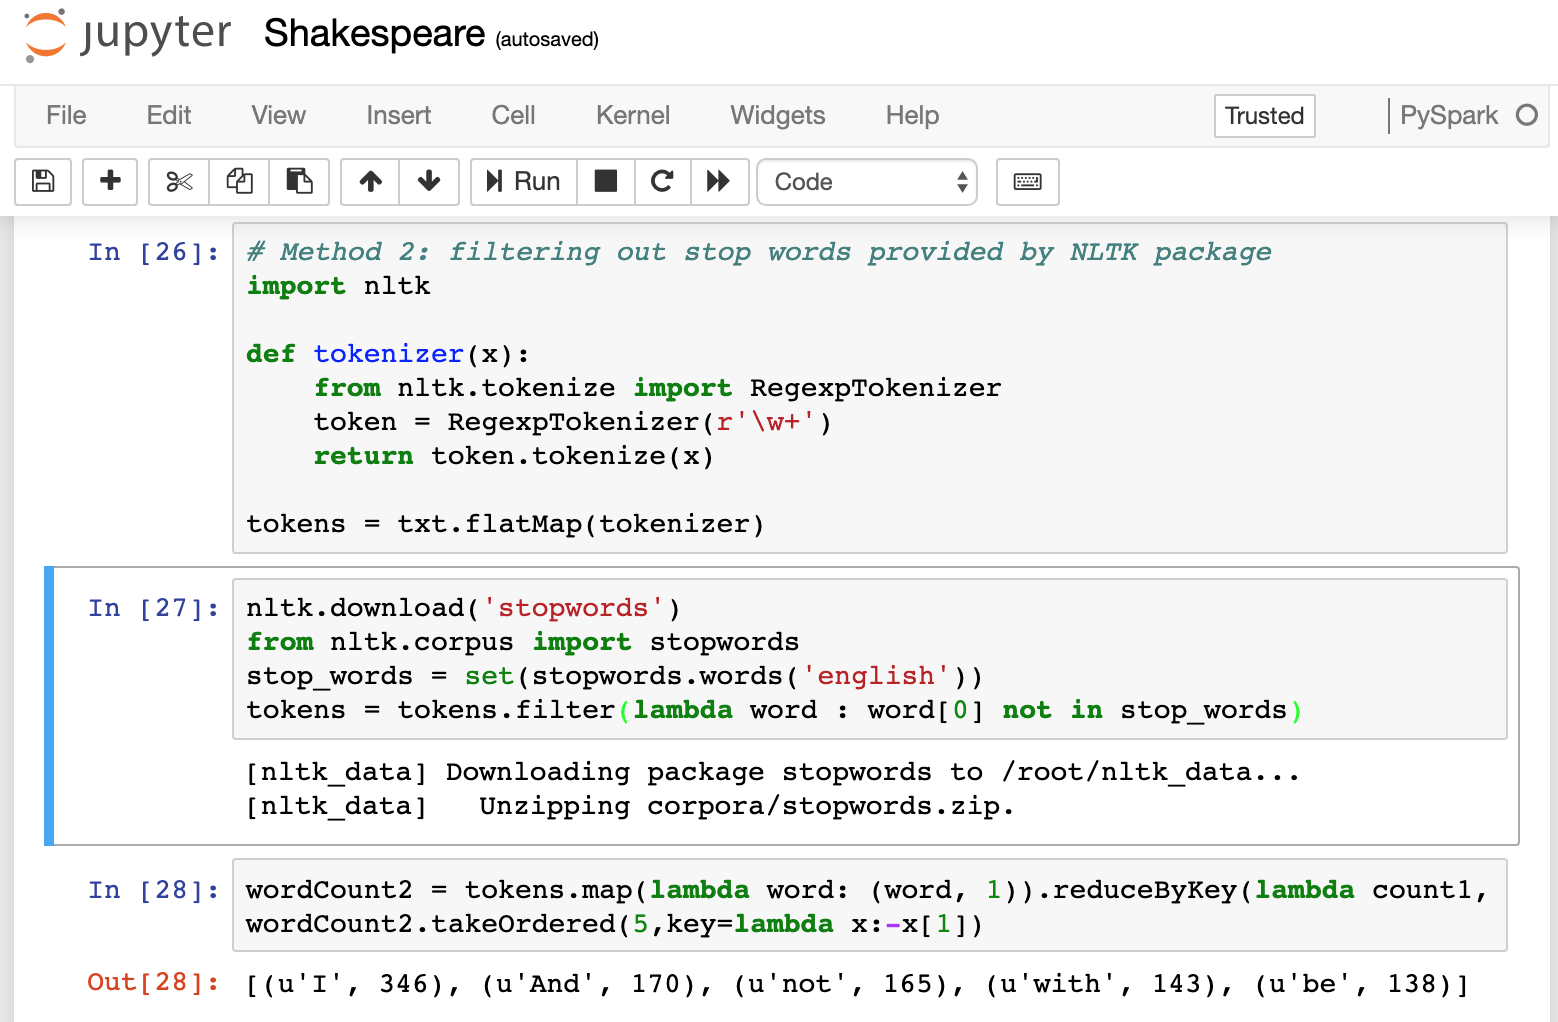 jupyter Shakespeare (autosaved)
File Edit View Insert Cell Kernel Widgets Help Trusted PySpark
Run Code
In [26]: # Method 2: filtering out stop words provided by NLTK package
import nltk
def tokenizer(x):
    from nltk.tokenize import RegexpTokenizer
    token = RegexpTokenizer(r'\w+')
    return token.tokenize(x)
tokens = txt.flatMap(tokenizer)
In [27]: nltk.download('stopwords')
from nltk.corpus import stopwords
stop_words = set(stopwords.words('english'))
tokens = tokens.filter(lambda word : word[0] not in stop_words)
[nltk_data] Downloading package stopwords to /root/nltk_data...
[nltk_data]   Unzipping corpora/stopwords.zip.
In [28]: wordCount2 = tokens.map(lambda word: (word, 1)).reduceByKey(lambda count1,
wordCount2.takeOrdered(5,key=lambda x:-x[1])
Out[28]: [(u'I', 346), (u'And', 170), (u'not', 165), (u'with', 143), (u'be', 138)]